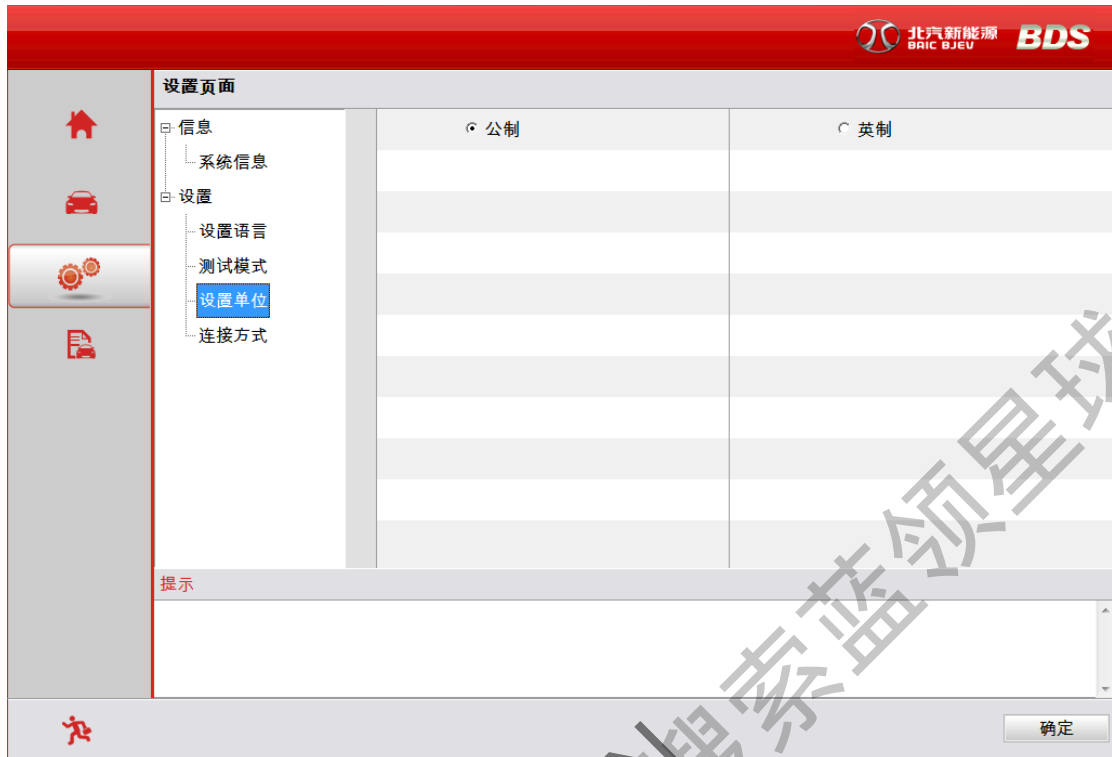 北汽新能源 BDS
BAIC BJEV
设置页面
信息
系统信息
设置
设置语言
测试模式
设置单位
连接方式
公制 英制
提示
确定
搜索蓝领星球